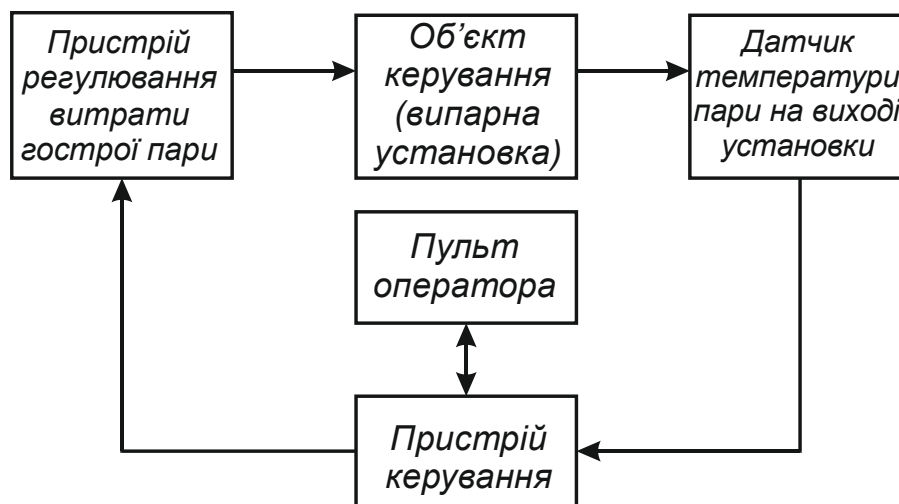 Пристрій
регулювання
витрати
гострої пари
Об’єкт
керування
(випарна
установка)
Датчик
температури
пари на виході
установки
Пульт
оператора
Пристрій
керування